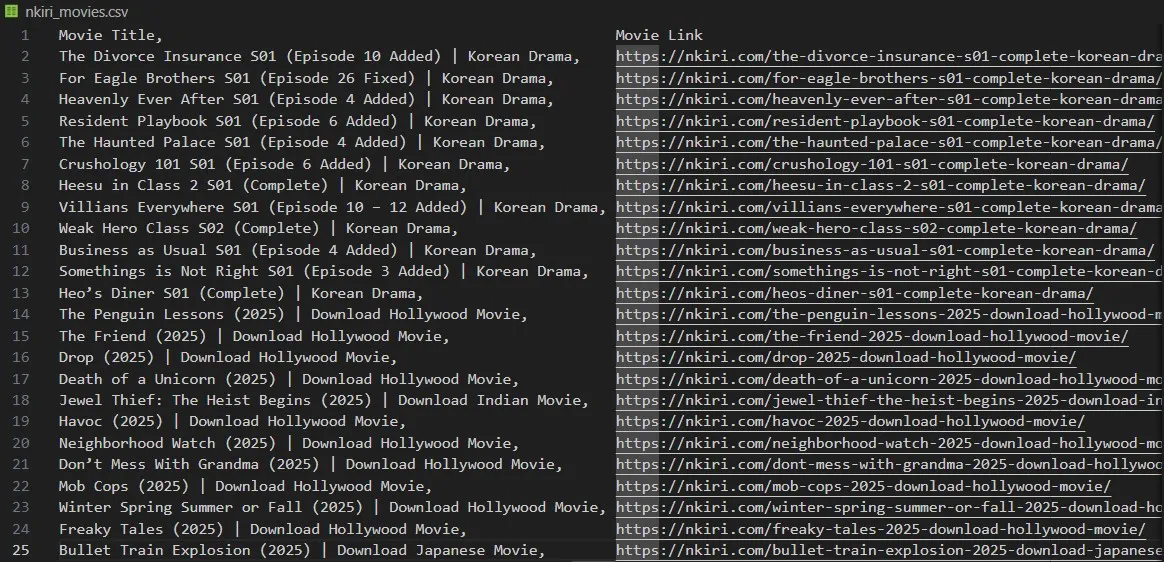 nkiri_movies.csv
1 Movie Title, Movie Link
2 The Divorce Insurance S01 (Episode 10 Added) | Korean Drama, https://nkiri.com/the-divorce-insurance-s01-complete-korean-dra
3 For Eagle Brothers S01 (Episode 26 Fixed) | Korean Drama, https://nkiri.com/for-eagle-brothers-s01-complete-korean-drama/
4 Heavenly Ever After S01 (Episode 4 Added) | Korean Drama, https://nkiri.com/heavenly-ever-after-s01-complete-korean-drama
5 Resident Playbook S01 (Episode 6 Added) | Korean Drama, https://nkiri.com/resident-playbook-s01-complete-korean-drama/
6 The Haunted Palace S01 (Episode 4 Added) | Korean Drama, https://nkiri.com/the-haunted-palace-s01-complete-korean-drama/
7 Crushology 101 S01 (Episode 6 Added) | Korean Drama, https://nkiri.com/crushology-101-s01-complete-korean-drama/
8 Heesu in Class 2 S01 (Complete) | Korean Drama, https://nkiri.com/heesu-in-class-2-s01-complete-korean-drama/
9 Villians Everywhere S01 (Episode 10 – 12 Added) | Korean Drama, https://nkiri.com/villians-everywhere-s01-complete-korean-drama
10 Weak Hero Class S02 (Complete) | Korean Drama, https://nkiri.com/weak-hero-class-s02-complete-korean-drama/
11 Business as Usual S01 (Episode 4 Added) | Korean Drama, https://nkiri.com/business-as-usual-s01-complete-korean-drama/
12 Somethings is Not Right S01 (Episode 3 Added) | Korean Drama, https://nkiri.com/somethings-is-not-right-s01-complete-korean-d
13 Heo’s Diner S01 (Complete) | Korean Drama, https://nkiri.com/heos-diner-s01-complete-korean-drama/
14 The Penguin Lessons (2025) | Download Hollywood Movie, https://nkiri.com/the-penguin-lessons-2025-download-hollywood-m
15 The Friend (2025) | Download Hollywood Movie, https://nkiri.com/the-friend-2025-download-hollywood-movie/
16 Drop (2025) | Download Hollywood Movie, https://nkiri.com/drop-2025-download-hollywood-movie/
17 Death of a Unicorn (2025) | Download Hollywood Movie, https://nkiri.com/death-of-a-unicorn-2025-download-hollywood-mo
18 Jewel Thief: The Heist Begins (2025) | Download Indian Movie, https://nkiri.com/jewel-thief-the-heist-begins-2025-download-in
19 Havoc (2025) | Download Hollywood Movie, https://nkiri.com/havoc-2025-download-hollywood-movie/
20 Neighborhood Watch (2025) | Download Hollywood Movie, https://nkiri.com/neighborhood-watch-2025-download-hollywood-mo
21 Don’t Mess With Grandma (2025) | Download Hollywood Movie, https://nkiri.com/dont-mess-with-grandma-2025-download-hollywoo
22 Mob Cops (2025) | Download Hollywood Movie, https://nkiri.com/mob-cops-2025-download-hollywood-movie/
23 Winter Spring Summer or Fall (2025) | Download Hollywood Movie, https://nkiri.com/winter-spring-summer-or-fall-2025-download-ho
24 Freaky Tales (2025) | Download Hollywood Movie, https://nkiri.com/freaky-tales-2025-download-hollywood-movie/
25 Bullet Train Explosion (2025) | Download Japanese Movie, https://nkiri.com/bullet-train-explosion-2025-download-japanese